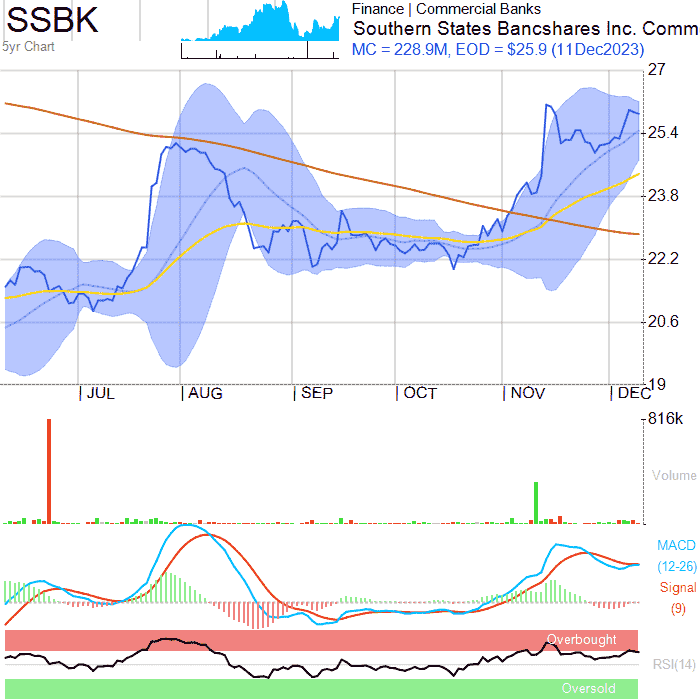 SSBK
5yr Chart
Finance | Commercial Banks
Southern States Bancshares Inc. Comm
MC = 228.9M, EOD = $25.9 (11Dec2023)
27
25.4
23.8
22.2
20.6
19
JUL
AUG
SEP
OCT
NOV
DEC
816k
Volume
MACD
(12-26)
Signal
(9)
Overbought
RSI(14)
Oversold